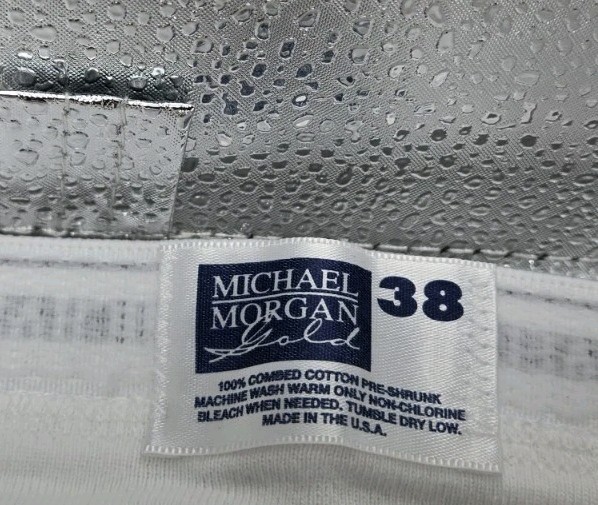 MICHAEL
MORGAN
Gold
38
100% COMBED COTTON PRE-SHRUNK
MACHINE WASH WARM ONLY NON-CHLORINE
BLEACH WHEN NEEDED. TUMBLE DRY LOW.
MADE IN THE U.S.A.